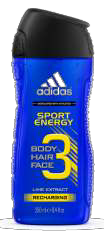 adidas
SPORT
ENERGY
BODY
HAIR
FACE
3
LIME EXTRACT
RECHARGING